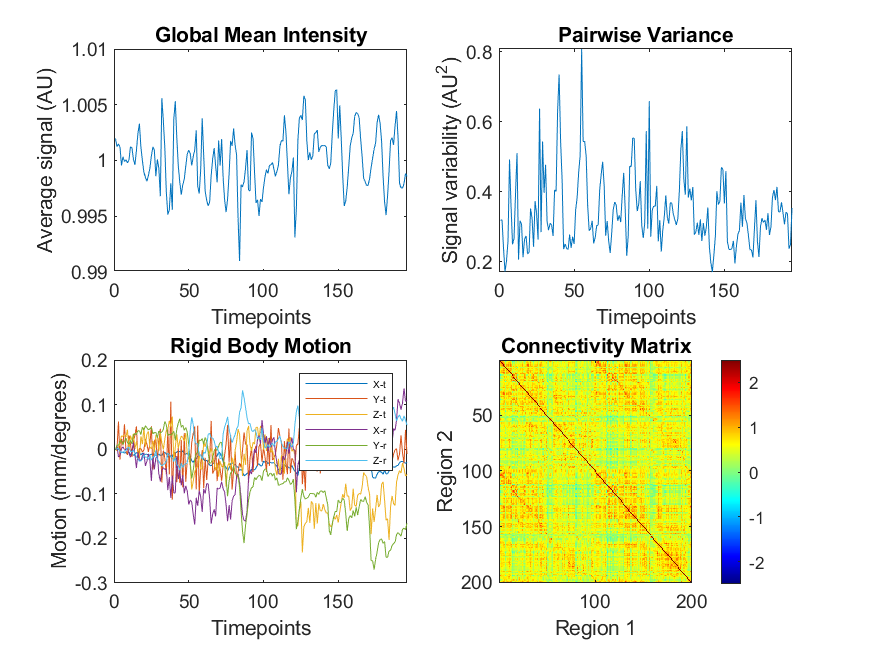 Global Mean Intensity
Average signal (AU)
1.01
1.005
1
0.995
0.99
0
50
100
150
Timepoints
Pairwise Variance
Signal variability (AU²)
0.8
0.6
0.4
0.2
0
50
100
150
Timepoints
Rigid Body Motion
Motion (mm/degrees)
0.2
0.1
0
-0.1
-0.2
-0.3
0
50
100
150
Timepoints
X-t
Y-t
Z-t
X-r
Y-r
Z-r
Connectivity Matrix
Region 2
50
100
150
200
100
200
Region 1
2
1
0
-1
-2